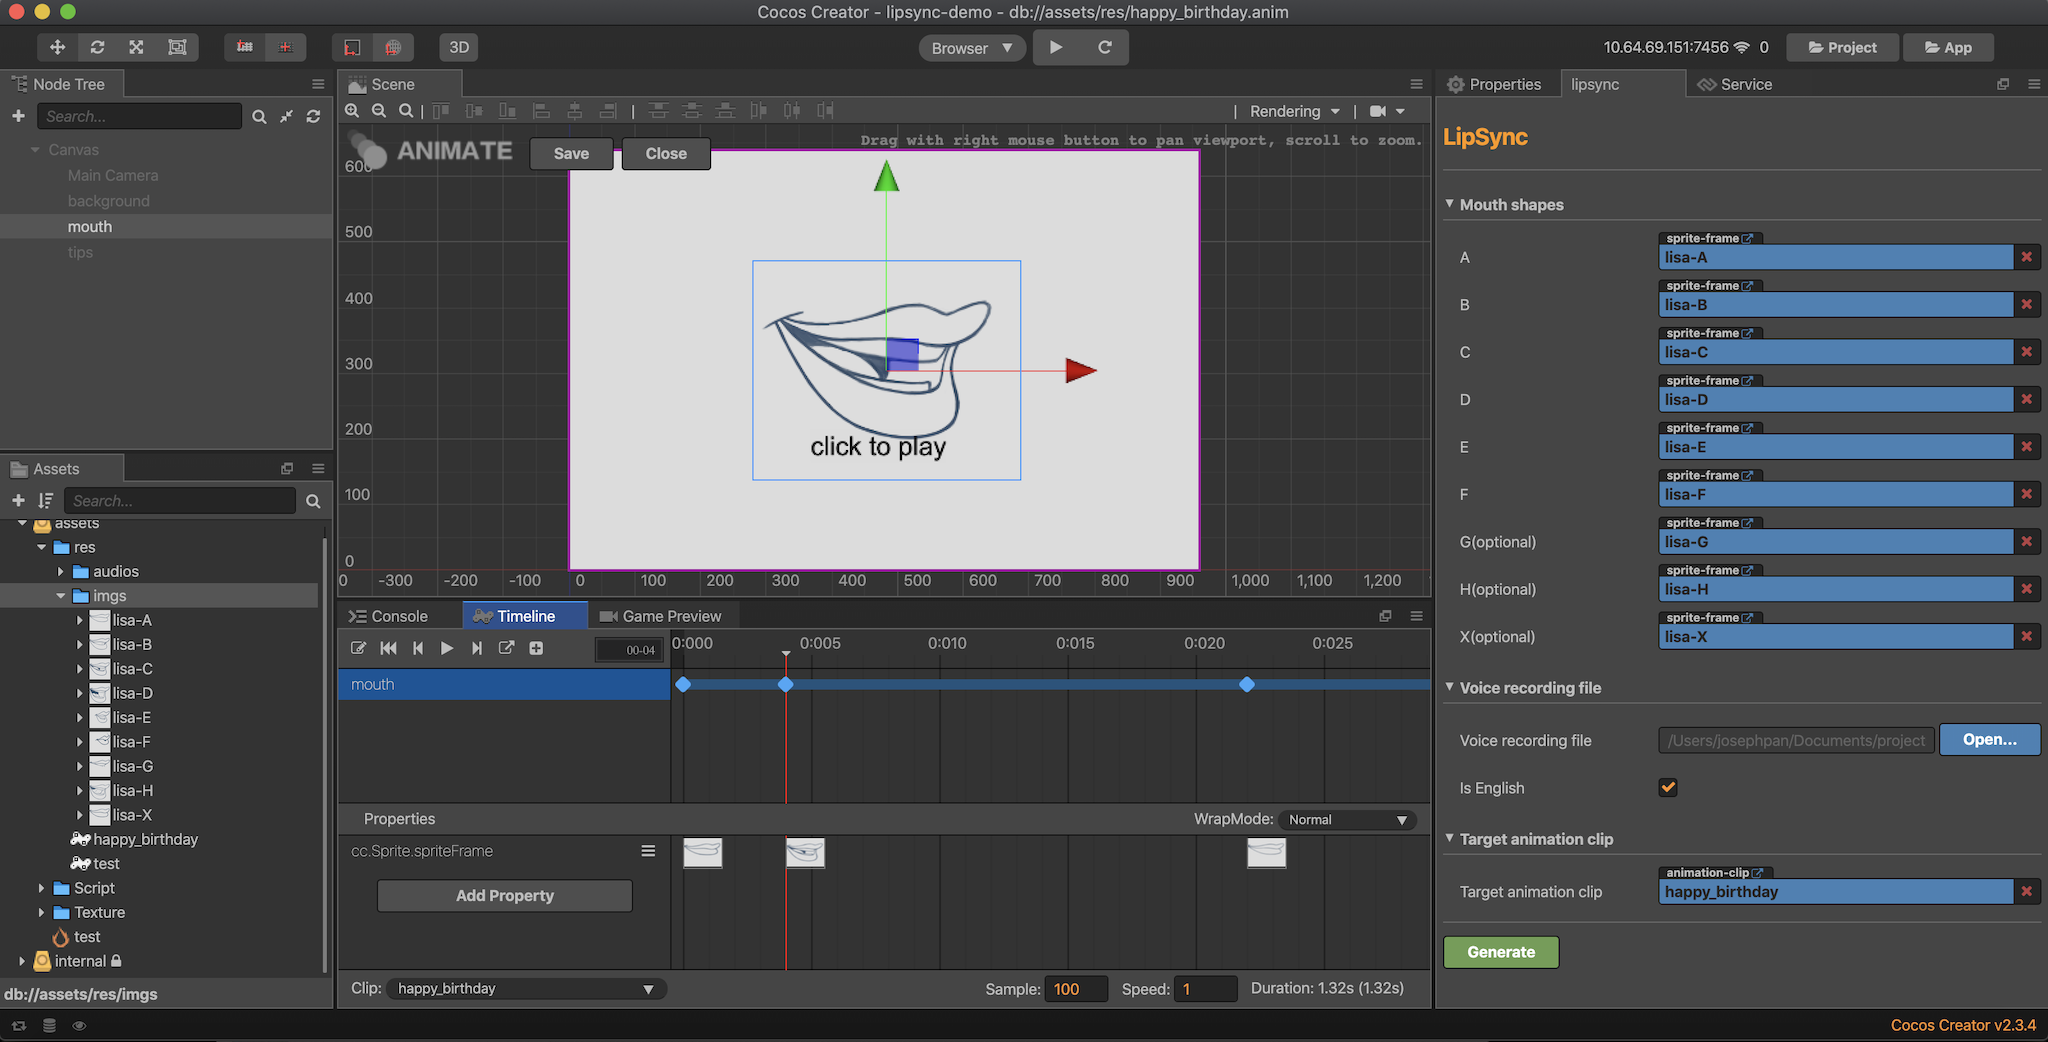 Cocos Creator - lipsync-demo - db://assets/res/happy_birthday.anim
3D
Browser
10.64.69.151:7456 0
Project
App
Node Tree
Search...
Canvas
Main Camera
background
mouth
tips
Assets
Search...
assets
res
audios
imgs
lisa-A
lisa-B
lisa-C
lisa-D
lisa-E
lisa-F
lisa-G
lisa-H
lisa-X
happy_birthday
test
Script
Texture
test
internal
db://assets/res/imgs
Scene
Rendering
Drag with right mouse button to pan viewport, scroll to zoom.
ANIMATE
Save
Close
600
500
400
300
200
100
0
click to play
0 -300 -200 -100 0 100 200 300 400 500 600 700 800 900 1,000 1,100 1,200
Console
Timeline
Game Preview
00-04
0:000 0:005 0:010 0:015 0:020 0:025
mouth
Properties
WrapMode: Normal
cc.Sprite.spriteFrame
Add Property
Clip: happy_birthday
Sample: 100
Speed: 1
Duration: 1.32s (1.32s)
Properties
lipsync
Service
LipSync
Mouth shapes
sprite-frame
A lisa-A
sprite-frame
B lisa-B
sprite-frame
C lisa-C
sprite-frame
D lisa-D
sprite-frame
E lisa-E
sprite-frame
F lisa-F
sprite-frame
G(optional) lisa-G
sprite-frame
H(optional) lisa-H
sprite-frame
X(optional) lisa-X
Voice recording file
Voice recording file /Users/josephpan/Documents/project Open...
Is English
Target animation clip
animation-clip
Target animation clip happy_birthday
Generate
Cocos Creator v2.3.4